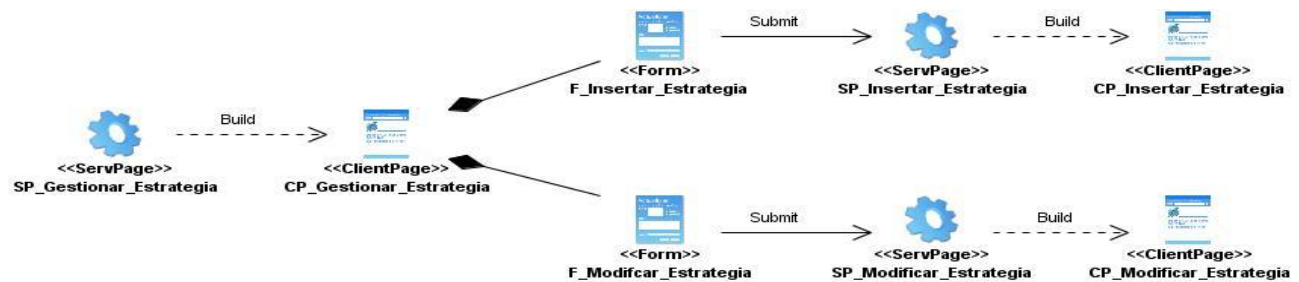 Submit
Build
<<Form>>
<<ServPage>>
<<ClientPage>>
F_Insertar_Estrategia
SP_Insertar_Estrategia
CP_Insertar_Estrategia
Build
<<ServPage>>
<<ClientPage>>
SP_Gestionar_Estrategia
CP_Gestionar_Estrategia
Submit
Build
<<Form>>
<<ServPage>>
<<ClientPage>>
F_Modifcar_Estrategia
SP_Modificar_Estrategia
CP_Modificar_Estrategia